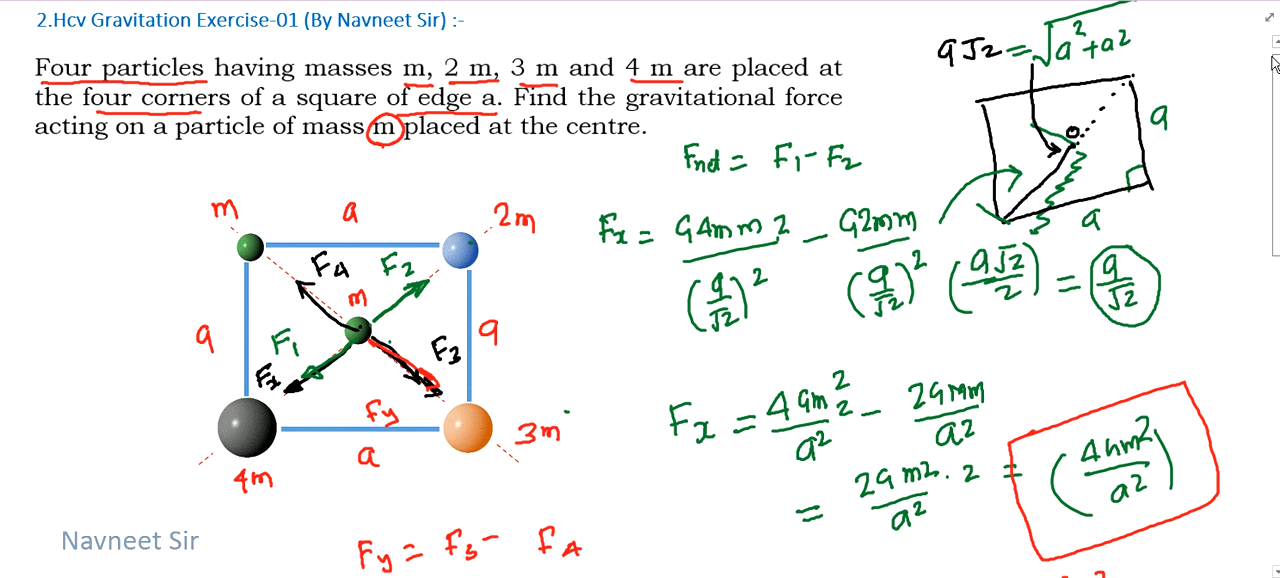 2.Hcv Gravitation Exercise-01 (By Navneet Sir) :-
Four particles having masses m, 2 m, 3 m and 4 m are placed at
the four corners of a square of edge a. Find the gravitational force
acting on a particle of mass m placed at the centre.
a√2 = √a²+a²
a
a
Fnet = F₁ - F₂
Fx = G4mm 2/(a/√2)² - G2mm/(a/√2)² (a√2/2) = (a/√2)
m
a
2m
F4
F2
m
a
a
F1
F3
Fx
Fy
a
3m
4m
Fx = 4Gm² 2/a² - 2Gmm/a²
= 2Gm²·2/a² = (4Gm²/a²)
Navneet Sir
Fy = F3 - F4